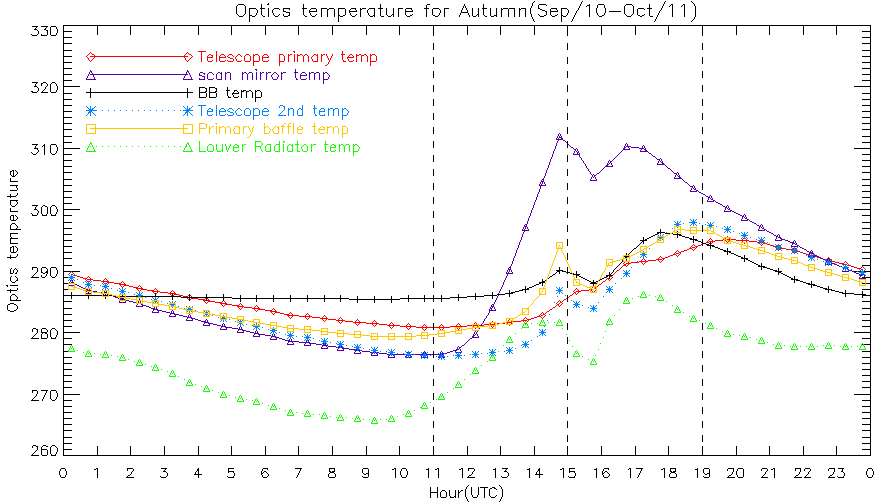 Optics temperature for Autumn(Sep/10-Oct/11)
330
320
310
300
290
280
270
260
Optics temperature
Telescope primary temp
scan mirror temp
BB temp
Telescope 2nd temp
Primary baffle temp
Louver Radiator temp
0 1 2 3 4 5 6 7 8 9 10 11 12 13 14 15 16 17 18 19 20 21 22 23 0
Hour(UTC)